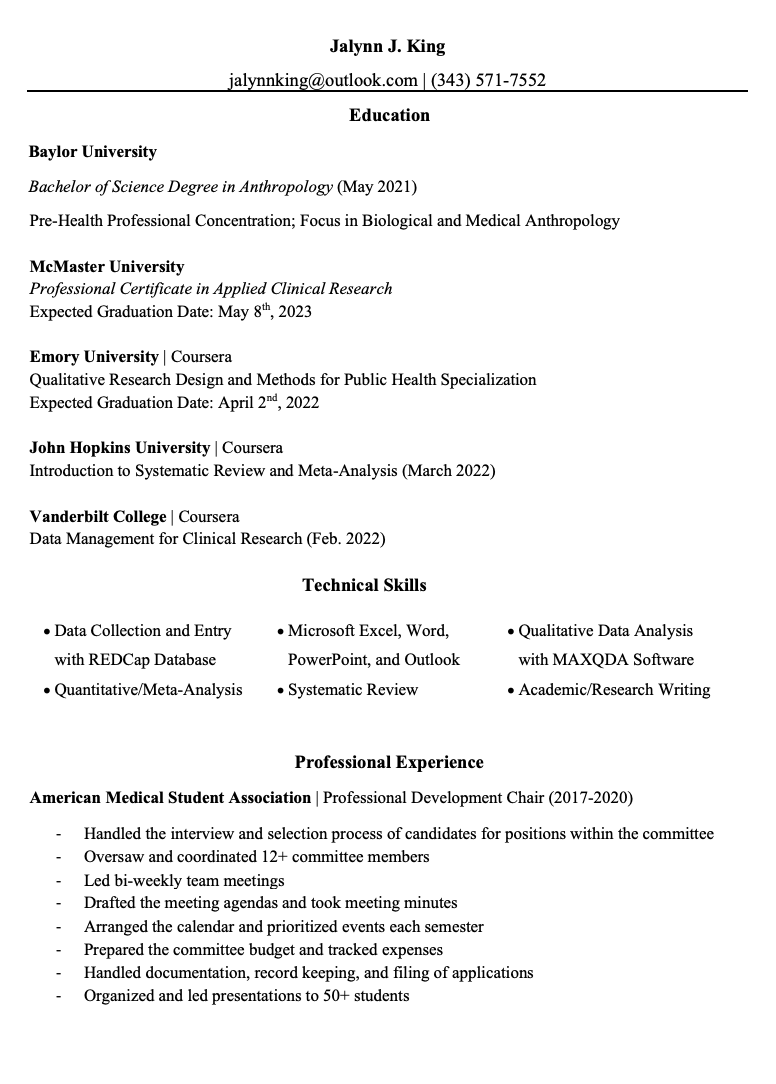 Jalynn J. King
jalynnking@outlook.com | (343) 571-7552
Education
Baylor University
Bachelor of Science Degree in Anthropology (May 2021)
Pre-Health Professional Concentration; Focus in Biological and Medical Anthropology
McMaster University
Professional Certificate in Applied Clinical Research
Expected Graduation Date: May 8th, 2023
Emory University | Coursera
Qualitative Research Design and Methods for Public Health Specialization
Expected Graduation Date: April 2nd, 2022
John Hopkins University | Coursera
Introduction to Systematic Review and Meta-Analysis (March 2022)
Vanderbilt College | Coursera
Data Management for Clinical Research (Feb. 2022)
Technical Skills
• Data Collection and Entry
with REDCap Database
• Quantitative/Meta-Analysis
• Microsoft Excel, Word,
PowerPoint, and Outlook
• Systematic Review
• Qualitative Data Analysis
with MAXQDA Software
• Academic/Research Writing
Professional Experience
American Medical Student Association | Professional Development Chair (2017-2020)
- Handled the interview and selection process of candidates for positions within the committee
- Oversaw and coordinated 12+ committee members
- Led bi-weekly team meetings
- Drafted the meeting agendas and took meeting minutes
- Arranged the calendar and prioritized events each semester
- Prepared the committee budget and tracked expenses
- Handled documentation, record keeping, and filing of applications
- Organized and led presentations to 50+ students